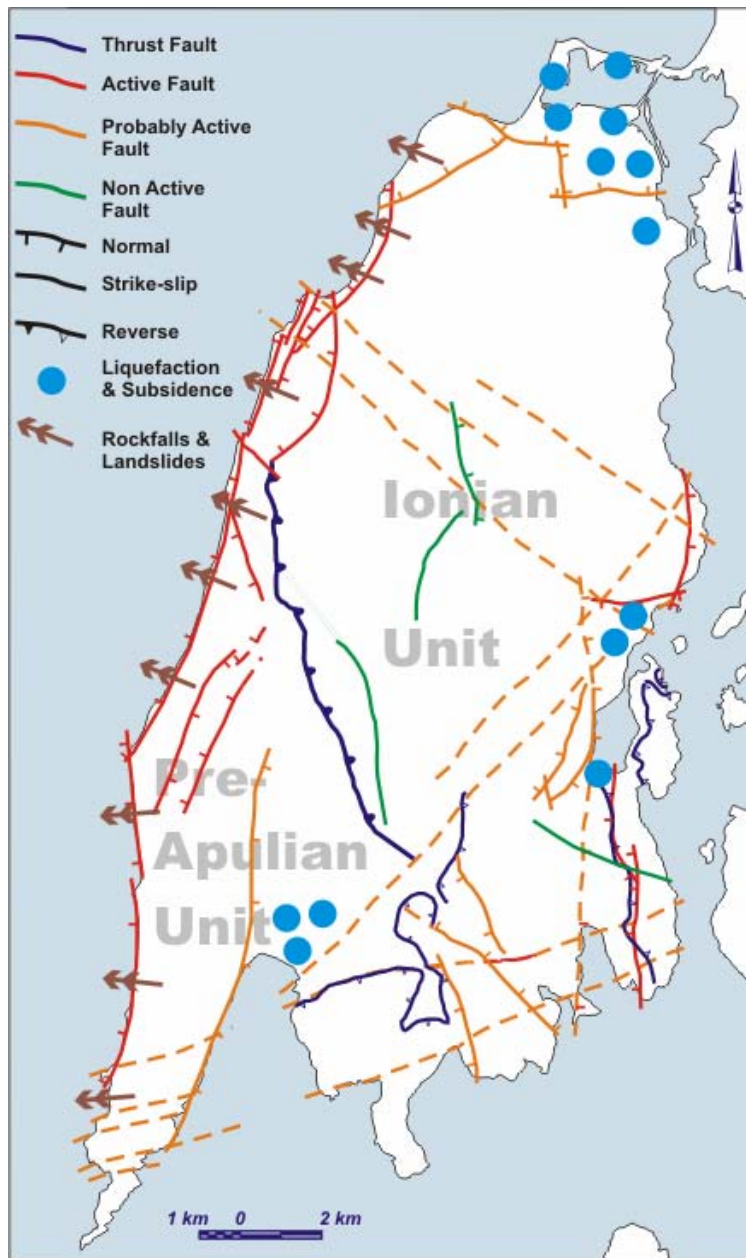 Thrust Fault
Active Fault
Probably Active
Fault
Non Active
Fault
Normal
Strike-slip
Reverse
Liquefaction
& Subsidence
Rockfalls &
Landslides
Ionian
Unit
Pre-
Apulian
Unit
1 km 0 2 km